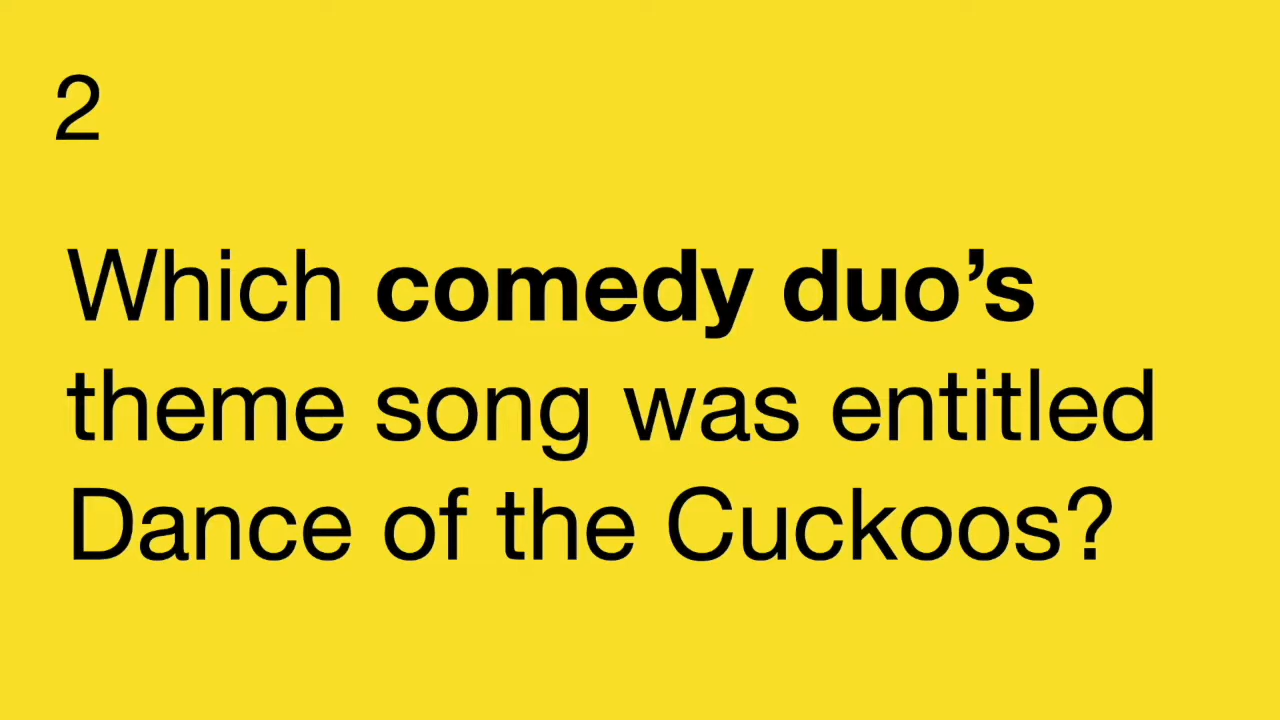 2
Which comedy duo’s
theme song was entitled
Dance of the Cuckoos?